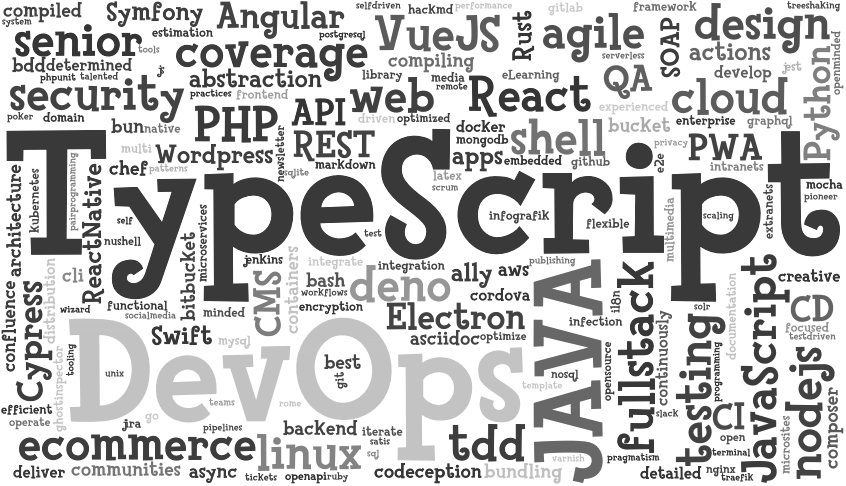 compiled
Symfony
Angular
selfdriven
hackmd
performance
gitlab
framework
treeshaking
system
senior
estimation
postgresql
VueJS
Rust
agile
serverless
SOAP
design
tools
bdd
determined
coverage
compiling
actions
openminded
phpunit
talented
abstraction
library
media
remote
eLearning
QA
develop
jest
Python
security
practices
frontend
web
React
experienced
cloud
poker
domain
bun
native
PHP
API
driven
optimized
docker
mongodb
shell
bucket
enterprise
graphql
multi
Wordpress
newsletter
REST
markdown
apps
embedded
github
e2e
privacy
PWA
intranets
chef
patterns
sqlite
latex
scrum
TypeScript
architecture
kubernetes
pairprogramming
ReactNative
self
nushell
bitbucket
microservices
test
infografik
flexible
multimedia
scaling
extranets
mocha
pioneer
jenkins
integrate
integration
publishing
confluence
distribution
cli
wizard
functional
socialmedia
minded
CMS
containers
bash
workflows
encryption
deno
ally
aws
cordova
i18n
solr
documentation
creative
CD
focused
testdriven
Cypress
Swift
mysql
Electron
asciidoc
optimize
infection
JAVA
fullstack
continuously
testing
programming
JavaScript
nodejs
ghostinspector
tooling
unix
DevOps
best
git
nosql
opensource
template
efficient
operate
jra
go
teams
pipelines
rome
backend
iterate
satis
sql
tdd
slack
CI
open
terminal
microsites
composer
ecommerce
linux
varnish
pragmatism
deliver
communities
async
tickets
openapi
ruby
codeception
bundling
detailed
nginx
traefik